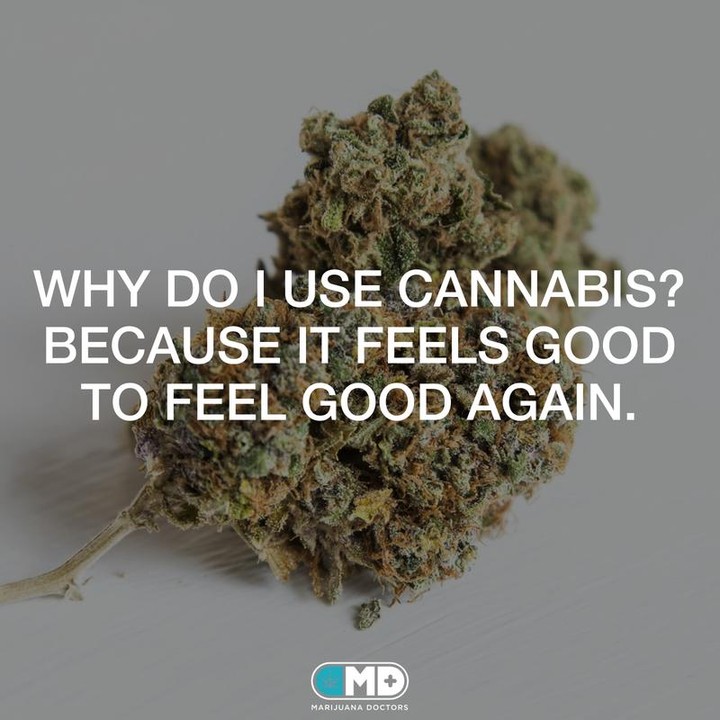 WHY DO I USE CANNABIS?
BECAUSE IT FEELS GOOD
TO FEEL GOOD AGAIN.
MD+
MARIJUANA DOCTORS